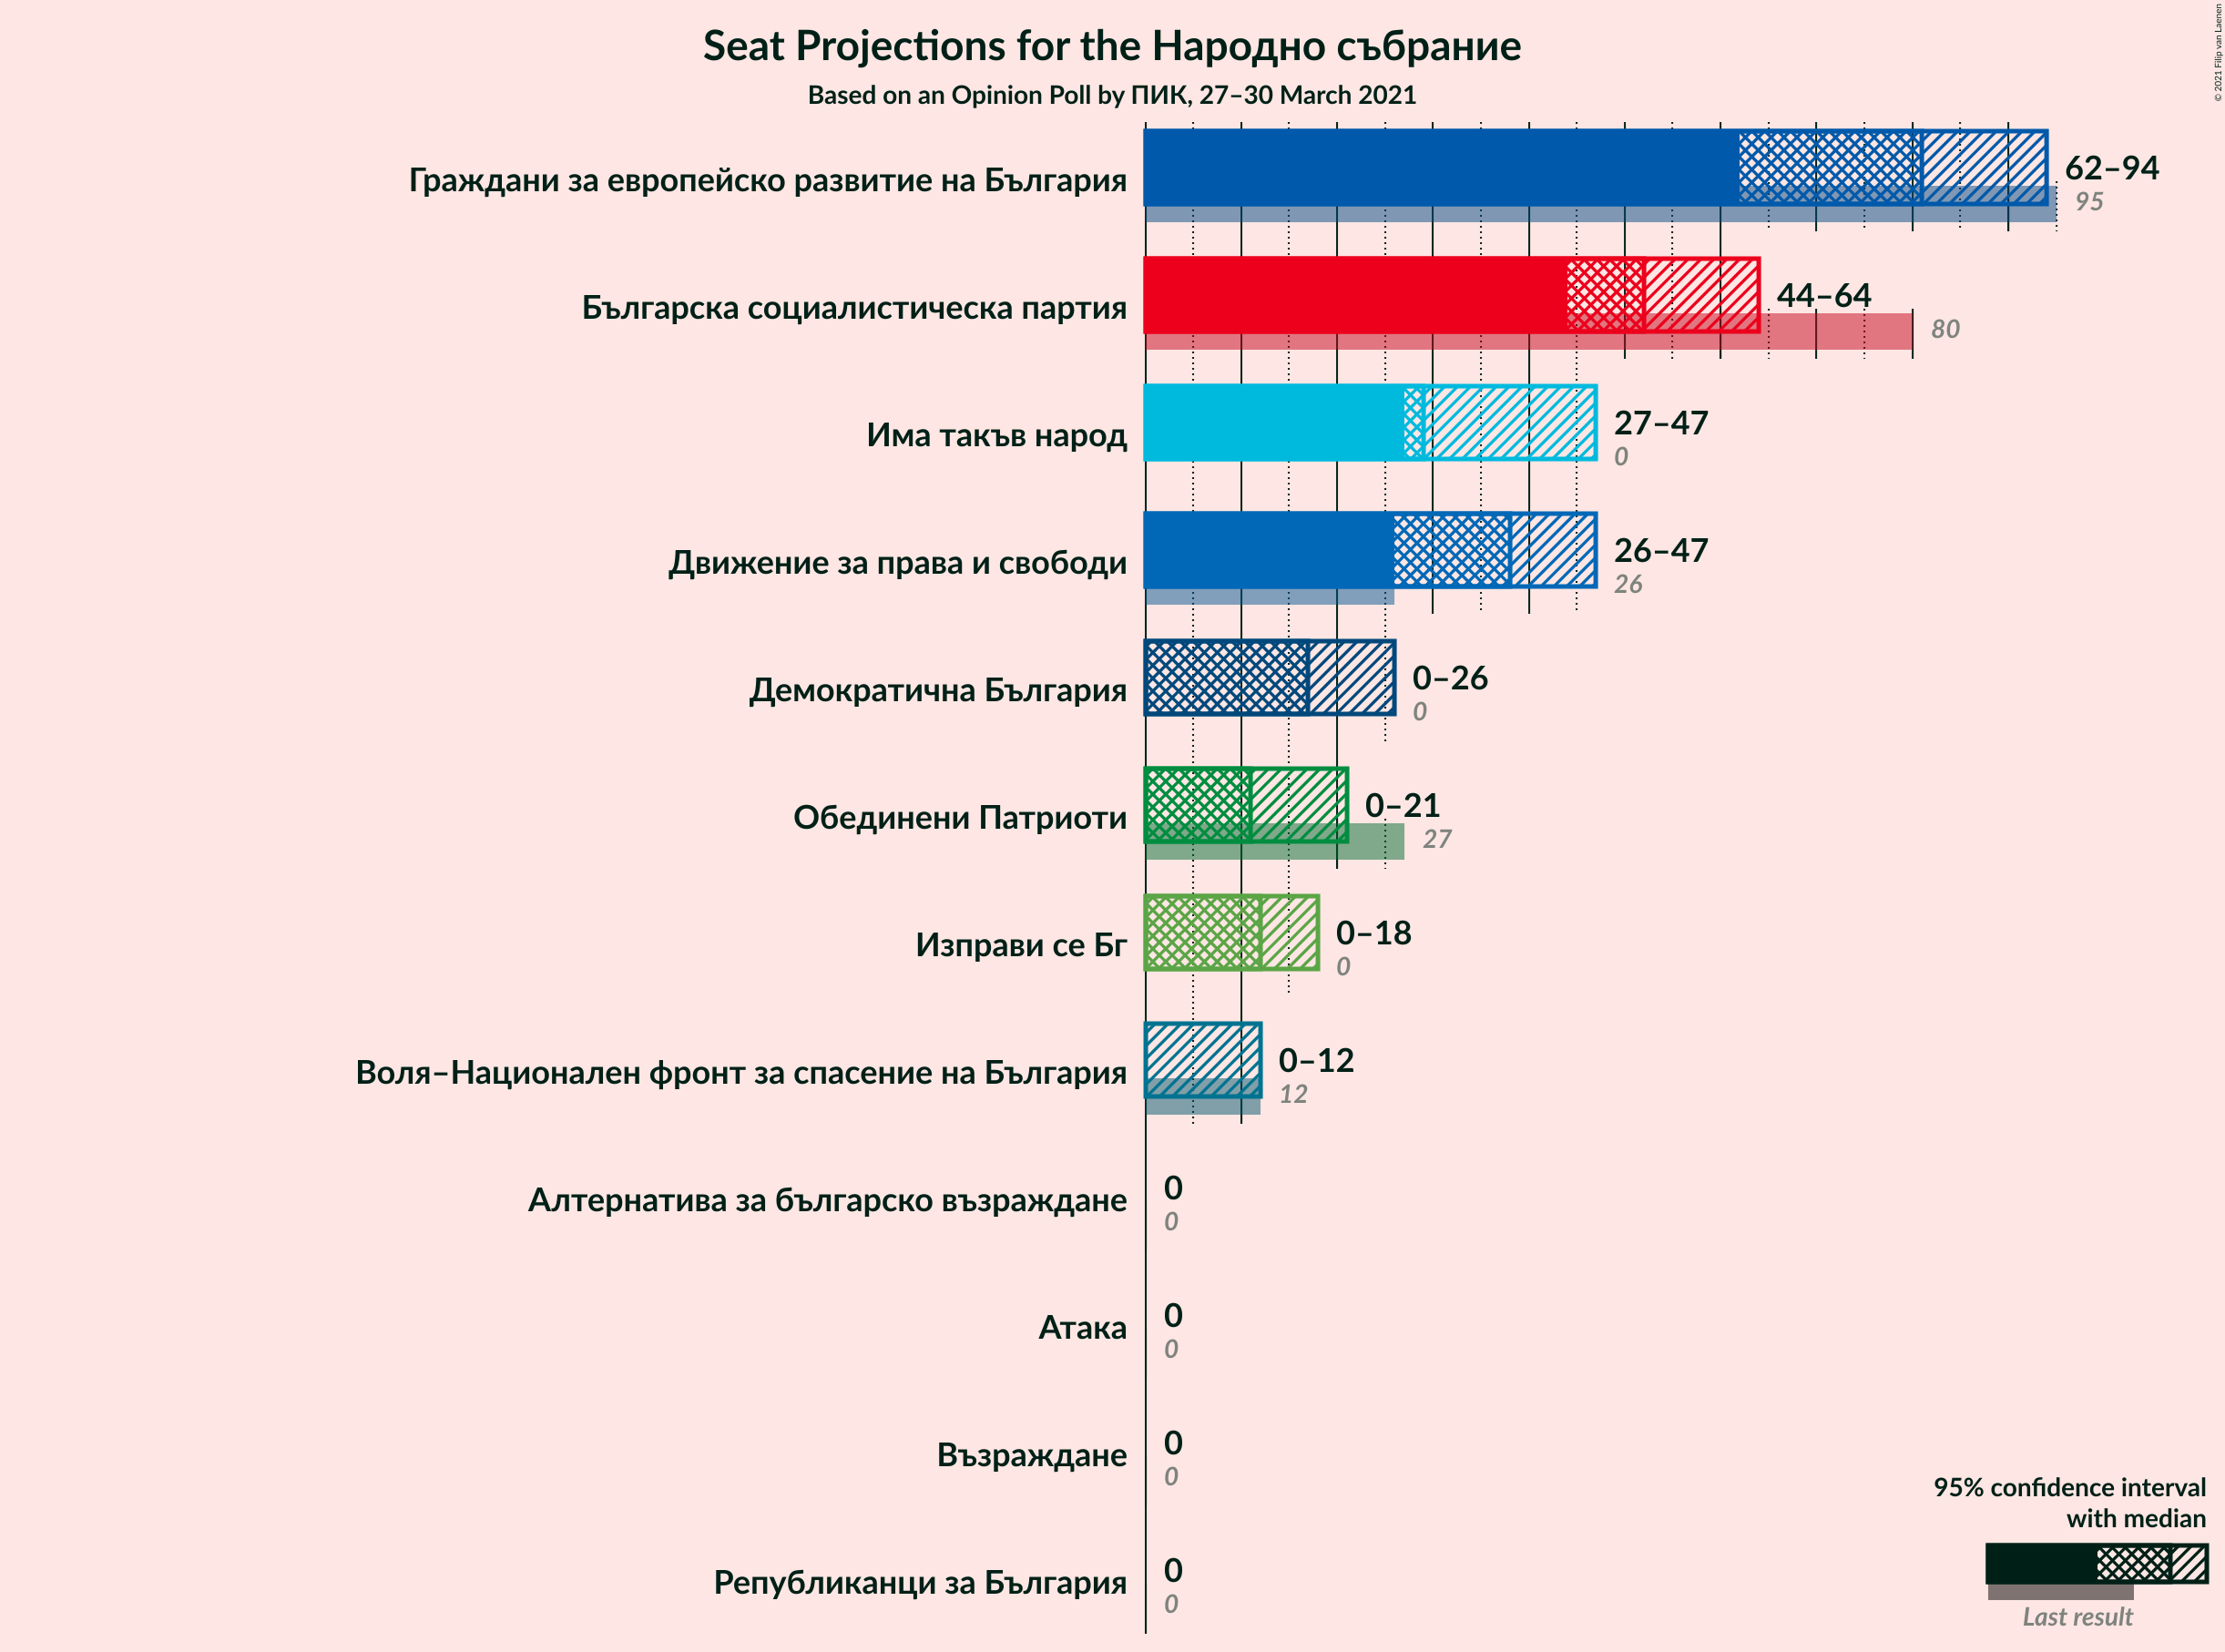 Seat Projections for the Народно събрание
Based on an Opinion Poll by ПИК, 27–30 March 2021
© 2021 Filip van Laenen
Граждани за европейско развитие на България
62–94
95
Българска социалистическа партия
44–64
80
Има такъв народ
27–47
0
Движение за права и свободи
26–47
26
Демократична България
0–26
0
Обединени Патриоти
0–21
27
Изправи се Бг
0–18
0
Воля–Национален фронт за спасение на България
0–12
12
Алтернатива за българско възраждане
0
0
Атака
0
0
Възраждане
0
0
Републиканци за България
0
0
95% confidence interval
with median
Last result